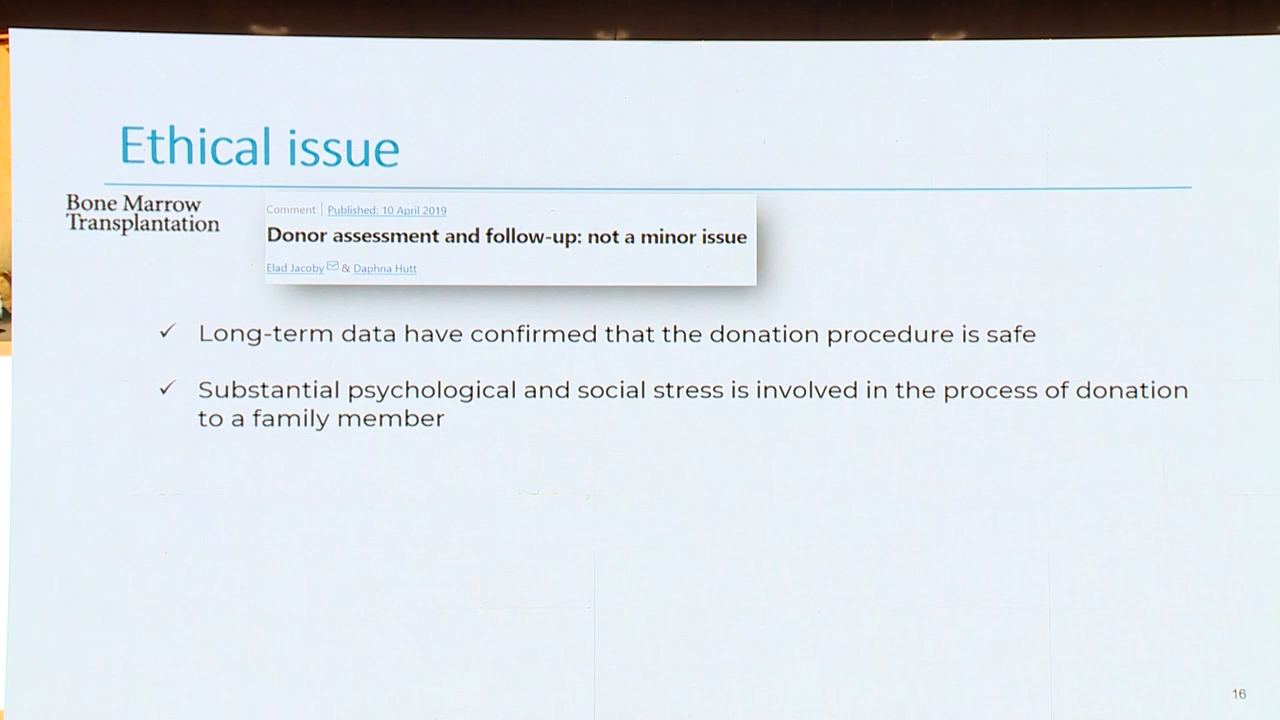 Ethical issue
Bone Marrow
Transplantation
Comment | Published: 10 April 2019
Donor assessment and follow-up: not a minor issue
Elad Jacoby & Daphna Hutt
✓ Long-term data have confirmed that the donation procedure is safe
✓ Substantial psychological and social stress is involved in the process of donation
to a family member
16